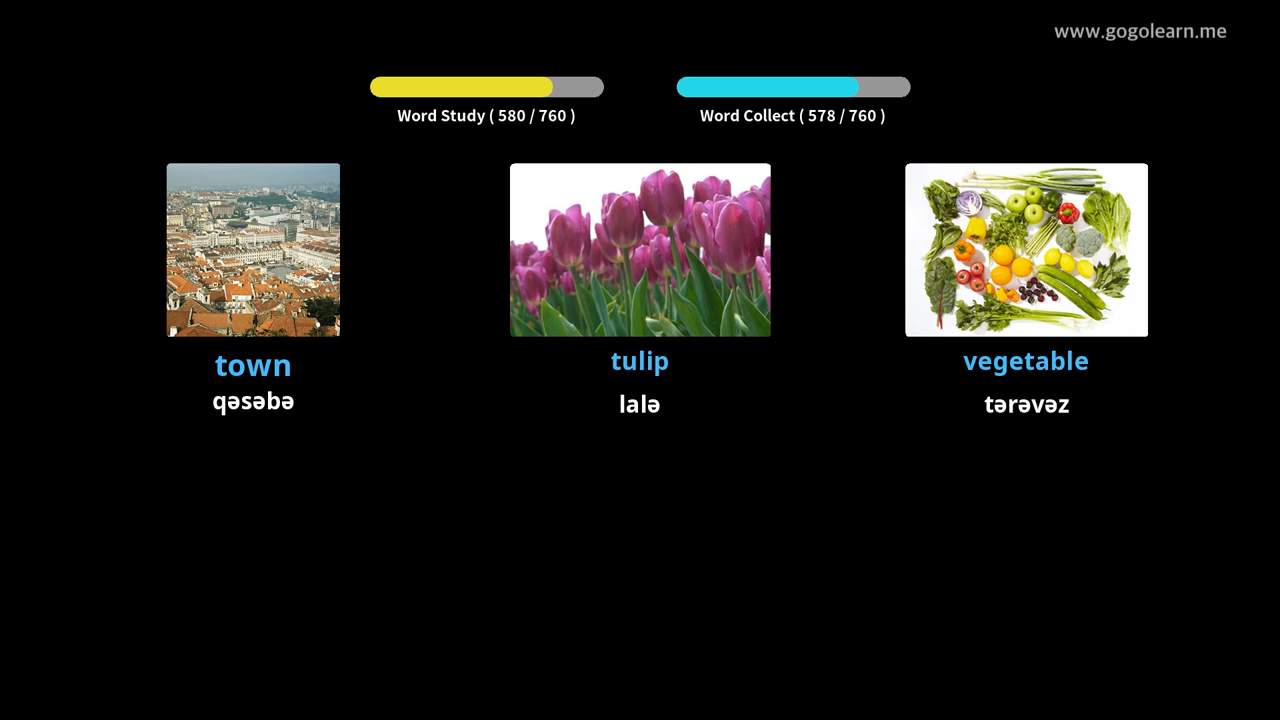 www.gogolearn.me
Word Study ( 580 / 760 )
Word Collect ( 578 / 760 )
town
qəsəbə
tulip
lalə
vegetable
tərəvəz